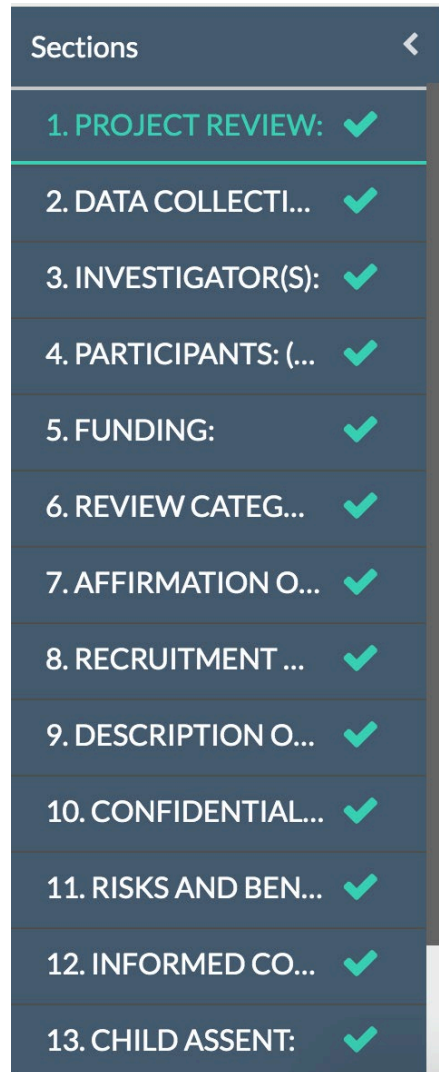 Sections
1. PROJECT REVIEW:
2. DATA COLLECTI...
3. INVESTIGATOR(S):
4. PARTICIPANTS: (...
5. FUNDING:
6. REVIEW CATEG...
7. AFFIRMATION O...
8. RECRUITMENT ...
9. DESCRIPTION O...
10. CONFIDENTIAL...
11. RISKS AND BEN...
12. INFORMED CO...
13. CHILD ASSENT: